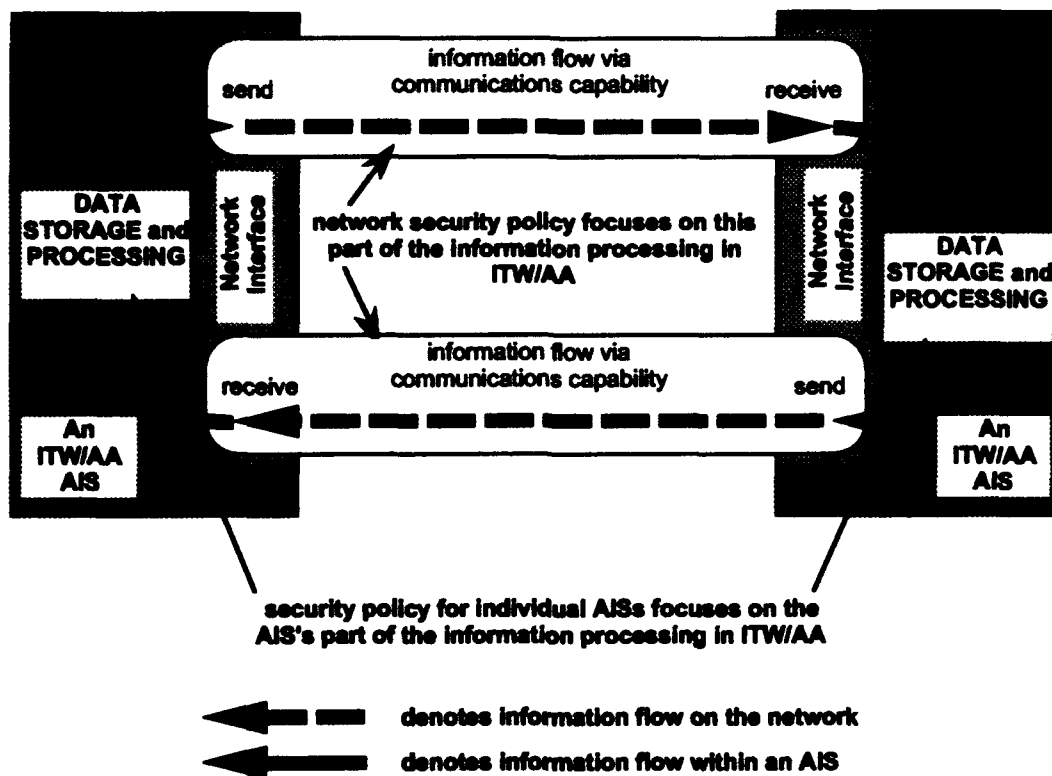 information flow via
communications capability
send
receive
DATA
STORAGE and
PROCESSING
Network
Interface
network security policy focuses on this
part of the information processing in
ITW/AA
Network
Interface
DATA
STORAGE and
PROCESSING
information flow via
communications capability
receive
send
An
ITW/AA
AIS
An
ITW/AA
AIS
security policy for individual AISs focuses on the
AIS's part of the information processing in ITW/AA
denotes information flow on the network
denotes information flow within an AIS